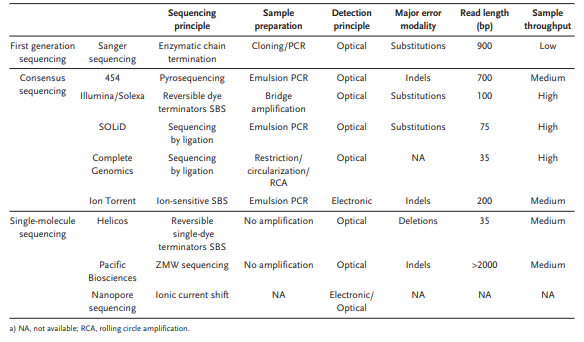 Sequencing principle Sample preparation Detection principle Major error modality Read length (bp) Sample throughput
First generation sequencing Sanger sequencing Enzymatic chain termination Cloning/PCR Optical Substitutions 900 Low
Consensus sequencing 454 Pyrosequencing Emulsion PCR Optical Indels 700 Medium
Illumina/Solexa Reversible dye terminators SBS Bridge amplification Optical Substitutions 100 High
SOLiD Sequencing by ligation Emulsion PCR Optical Substitutions 75 High
Complete Genomics Sequencing by ligation Restriction/circularization/RCA Optical NA 35 High
Ion Torrent Ion-sensitive SBS Emulsion PCR Electronic Indels 200 Medium
Single-molecule sequencing Helicos Reversible single-dye terminators SBS No amplification Optical Deletions 35 Medium
Pacific Biosciences ZMW sequencing No amplification Optical Indels >2000 Medium
Nanopore sequencing Ionic current shift NA Electronic/Optical NA NA NA
a) NA, not available; RCA, rolling circle amplification.